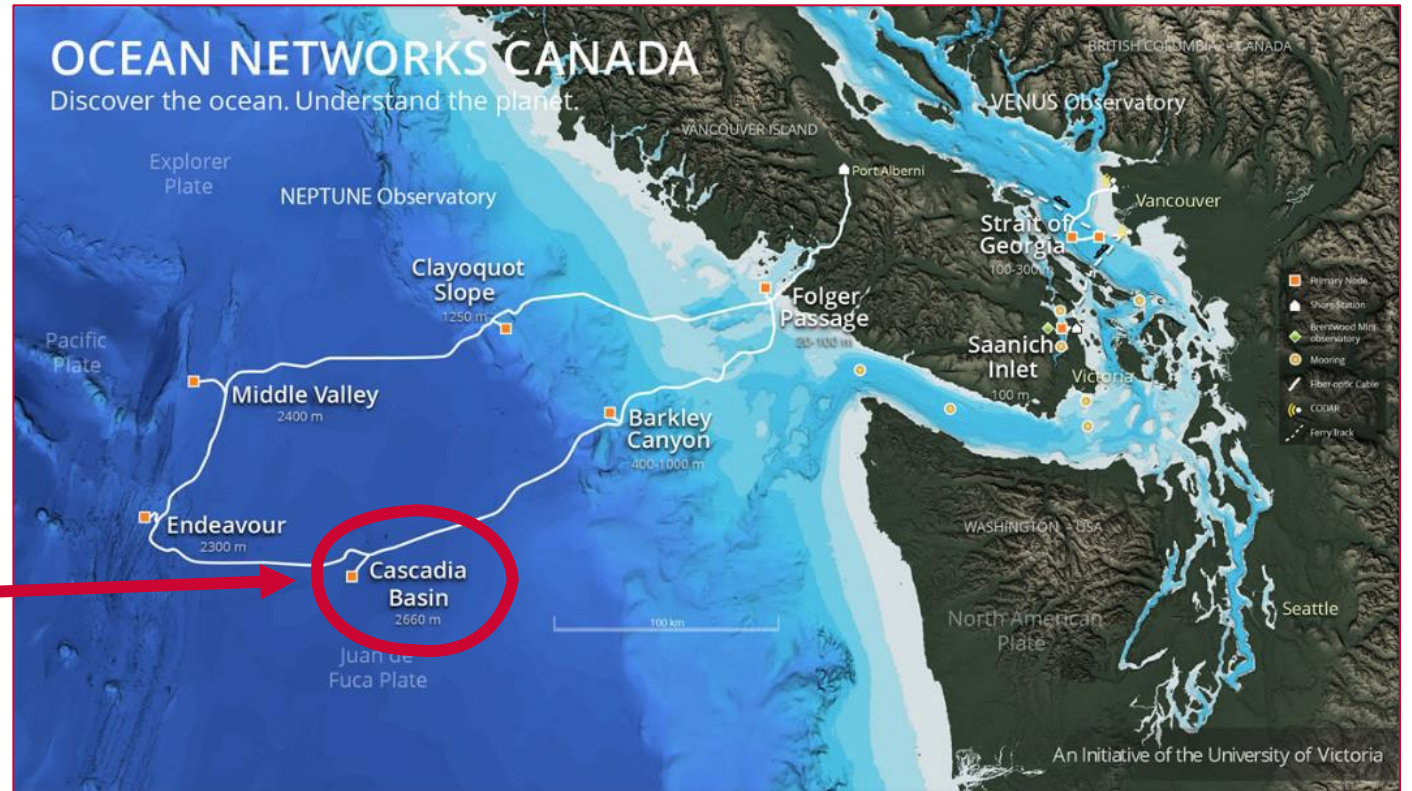 OCEAN NETWORKS CANADA
Discover the ocean. Understand the planet.
BRITISH COLUMBIA - CANADA
VENUS Observatory
VANCOUVER ISLAND
Explorer
Plate
NEPTUNE Observatory
Port Alberni
Vancouver
Strait of
Georgia
100-300 m
Clayoquot
Slope
1250 m
Folger
Passage
20-100 m
Primary Node
Shore Station
Brentwood Mini-
observatory
Mooring
Fiber-optic Cable
CODAR
Ferry Track
Pacific
Plate
Saanich
Inlet
100 m
Victoria
Middle Valley
2400 m
Barkley
Canyon
400-1000 m
Endeavour
2300 m
WASHINGTON - USA
Cascadia
Basin
2660 m
100 km
North American
Plate
Seattle
Juan de
Fuca Plate
An Initiative of the University of Victoria